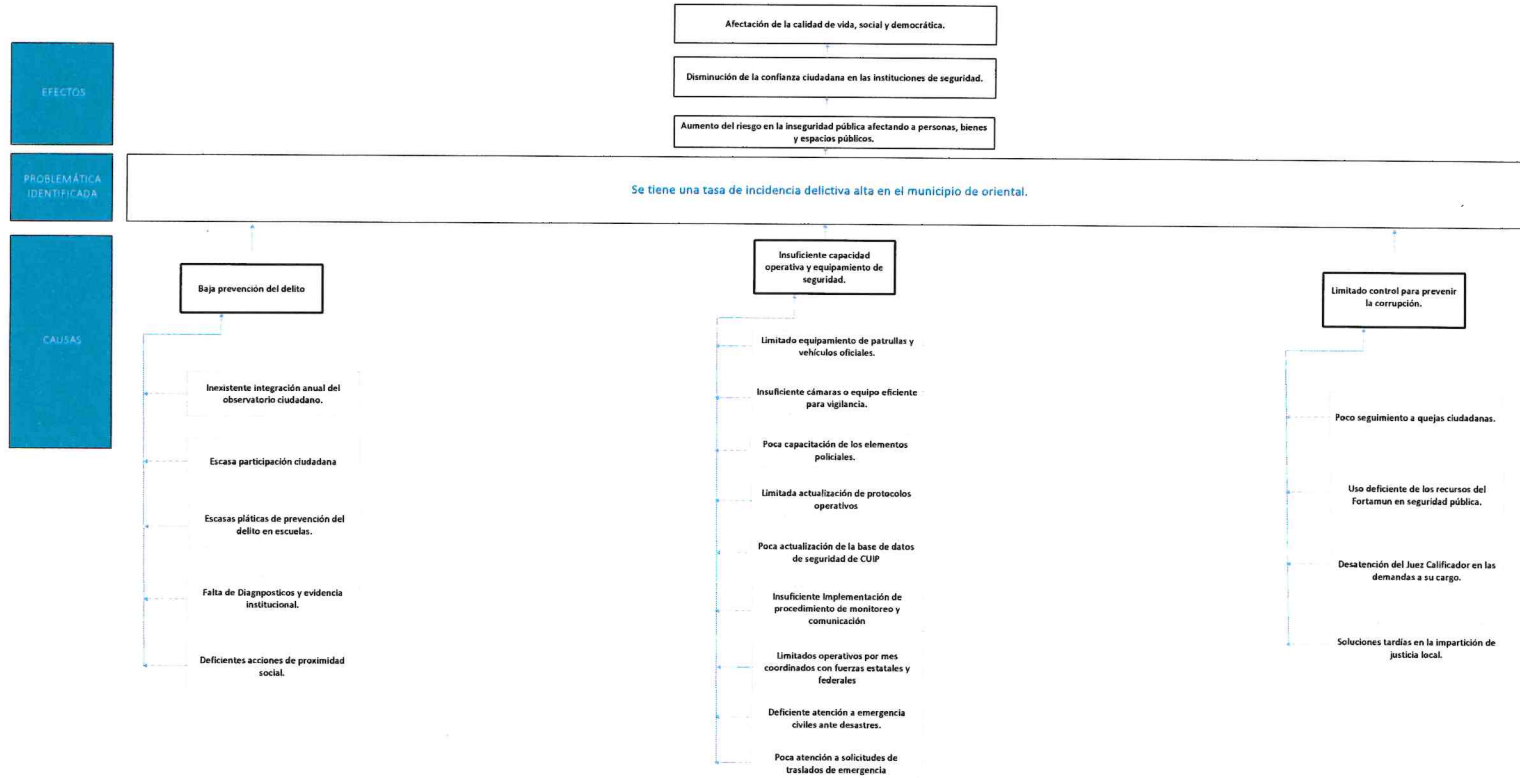 Afectación de la calidad de vida, social y democrática.
EFECTOS
Disminución de la confianza ciudadana en las instituciones de seguridad.
Aumento del riesgo en la inseguridad pública afectando a personas, bienes
y espacios públicos.
PROBLEMÁTICA
IDENTIFICADA
Se tiene una tasa de incidencia delictiva alta en el municipio de oriental.
CAUSAS
Baja prevención del delito
Inexistente integración anual del
observatorio ciudadano.
Escasa participación ciudadana
Escasas pláticas de prevención del
delito en escuelas.
Falta de Diagnposticos y evidencia
institucional.
Deficientes acciones de proximidad
social.
Insuficiente capacidad
operativa y equipamiento de
seguridad.
Limitado equipamiento de patrullas y
vehículos oficiales.
Insuficiente cámaras o equipo eficiente
para vigilancia.
Poca capacitación de los elementos
policiales.
Limitada actualización de protocolos
operativos
Poca actualización de la base de datos
de seguridad de CUIP
Insuficiente Implementación de
procedimiento de monitoreo y
comunicación
Limitados operativos por mes
coordinados con fuerzas estatales y
federales
Deficiente atención a emergencia
civiles ante desastres.
Poca atención a solicitudes de
traslados de emergencia
Limitado control para prevenir
la corrupción.
Poco seguimiento a quejas ciudadanas.
Uso deficiente de los recursos del
Fortamun en seguridad pública.
Desatención del Juez Calificador en las
demandas a su cargo.
Soluciones tardías en la impartición de
justicia local.